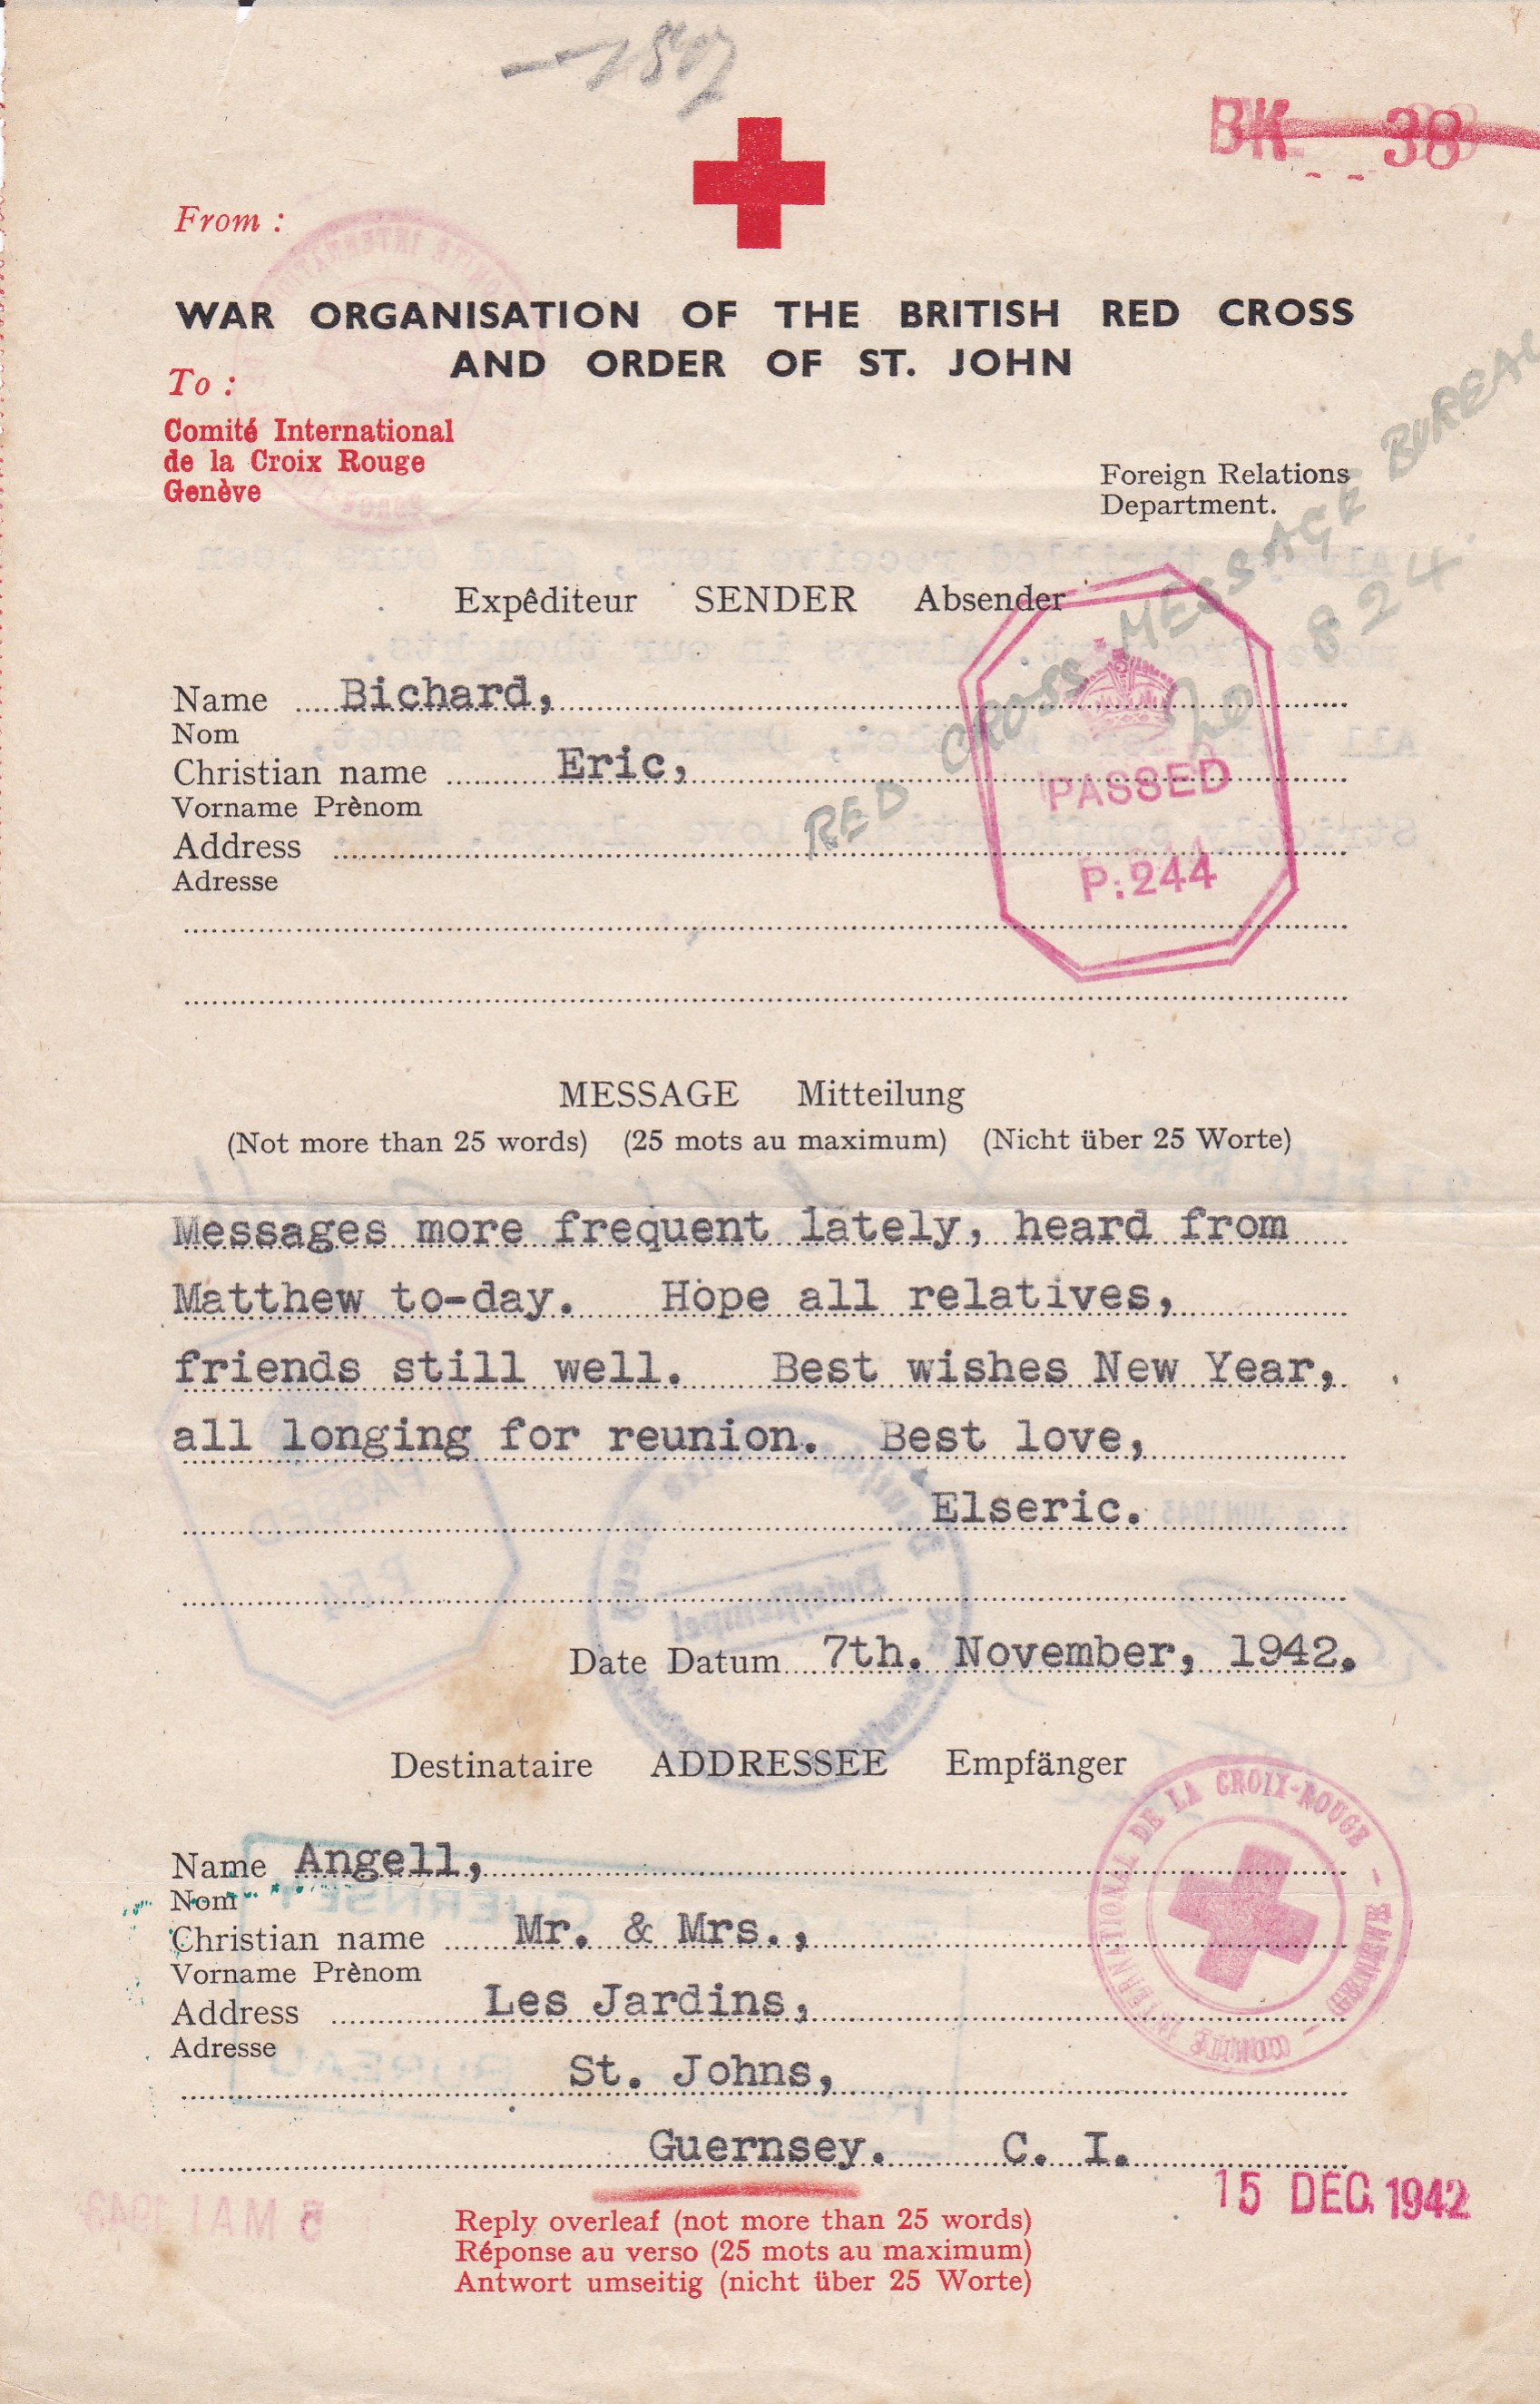 BK 38
From :
WAR ORGANISATION OF THE BRITISH RED CROSS
AND ORDER OF ST. JOHN
To :
Comité International
de la Croix Rouge
Genève
Foreign Relations
Department.
RED CROSS MESSAGE BUREAU
No 824
Expêditeur SENDER Absender
Name Bichard,
Nom
Christian name Eric,
Vorname Prènom
Address
Adresse
PASSED
P.244
MESSAGE Mitteilung
(Not more than 25 words) (25 mots au maximum) (Nicht über 25 Worte)
Messages more frequent lately, heard from
Matthew to-day. Hope all relatives,
friends still well. Best wishes New Year,
all longing for reunion. Best love,
Elseric.
Date Datum 7th. November, 1942.
Destinataire ADDRESSEE Empfänger
Name Angell,
Nom
Christian name Mr. & Mrs.,
Vorname Prènom
Address Les Jardins,
Adresse
St. Johns,
Guernsey. C. I.
COMITÉ INTERNATIONAL DE LA CROIX-ROUGE - GENÈVE -
15 DEC. 1942
Reply overleaf (not more than 25 words)
Réponse au verso (25 mots au maximum)
Antwort umseitig (nicht über 25 Worte)